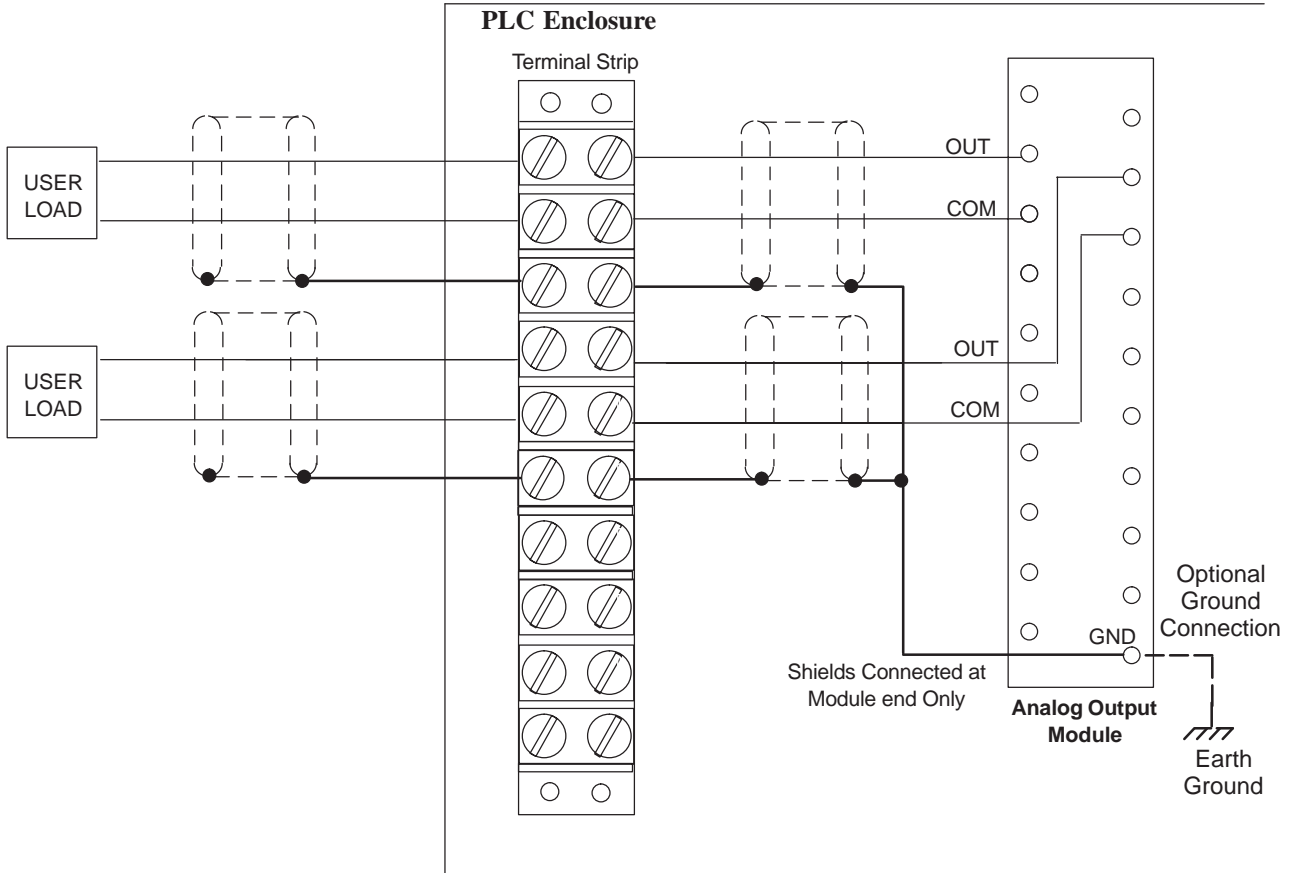 PLC Enclosure
Terminal Strip
OUT
USER
LOAD
COM
OUT
USER
LOAD
COM
Optional
Ground
Connection
GND
Shields Connected at
Module end Only
Analog Output
Module
Earth
Ground